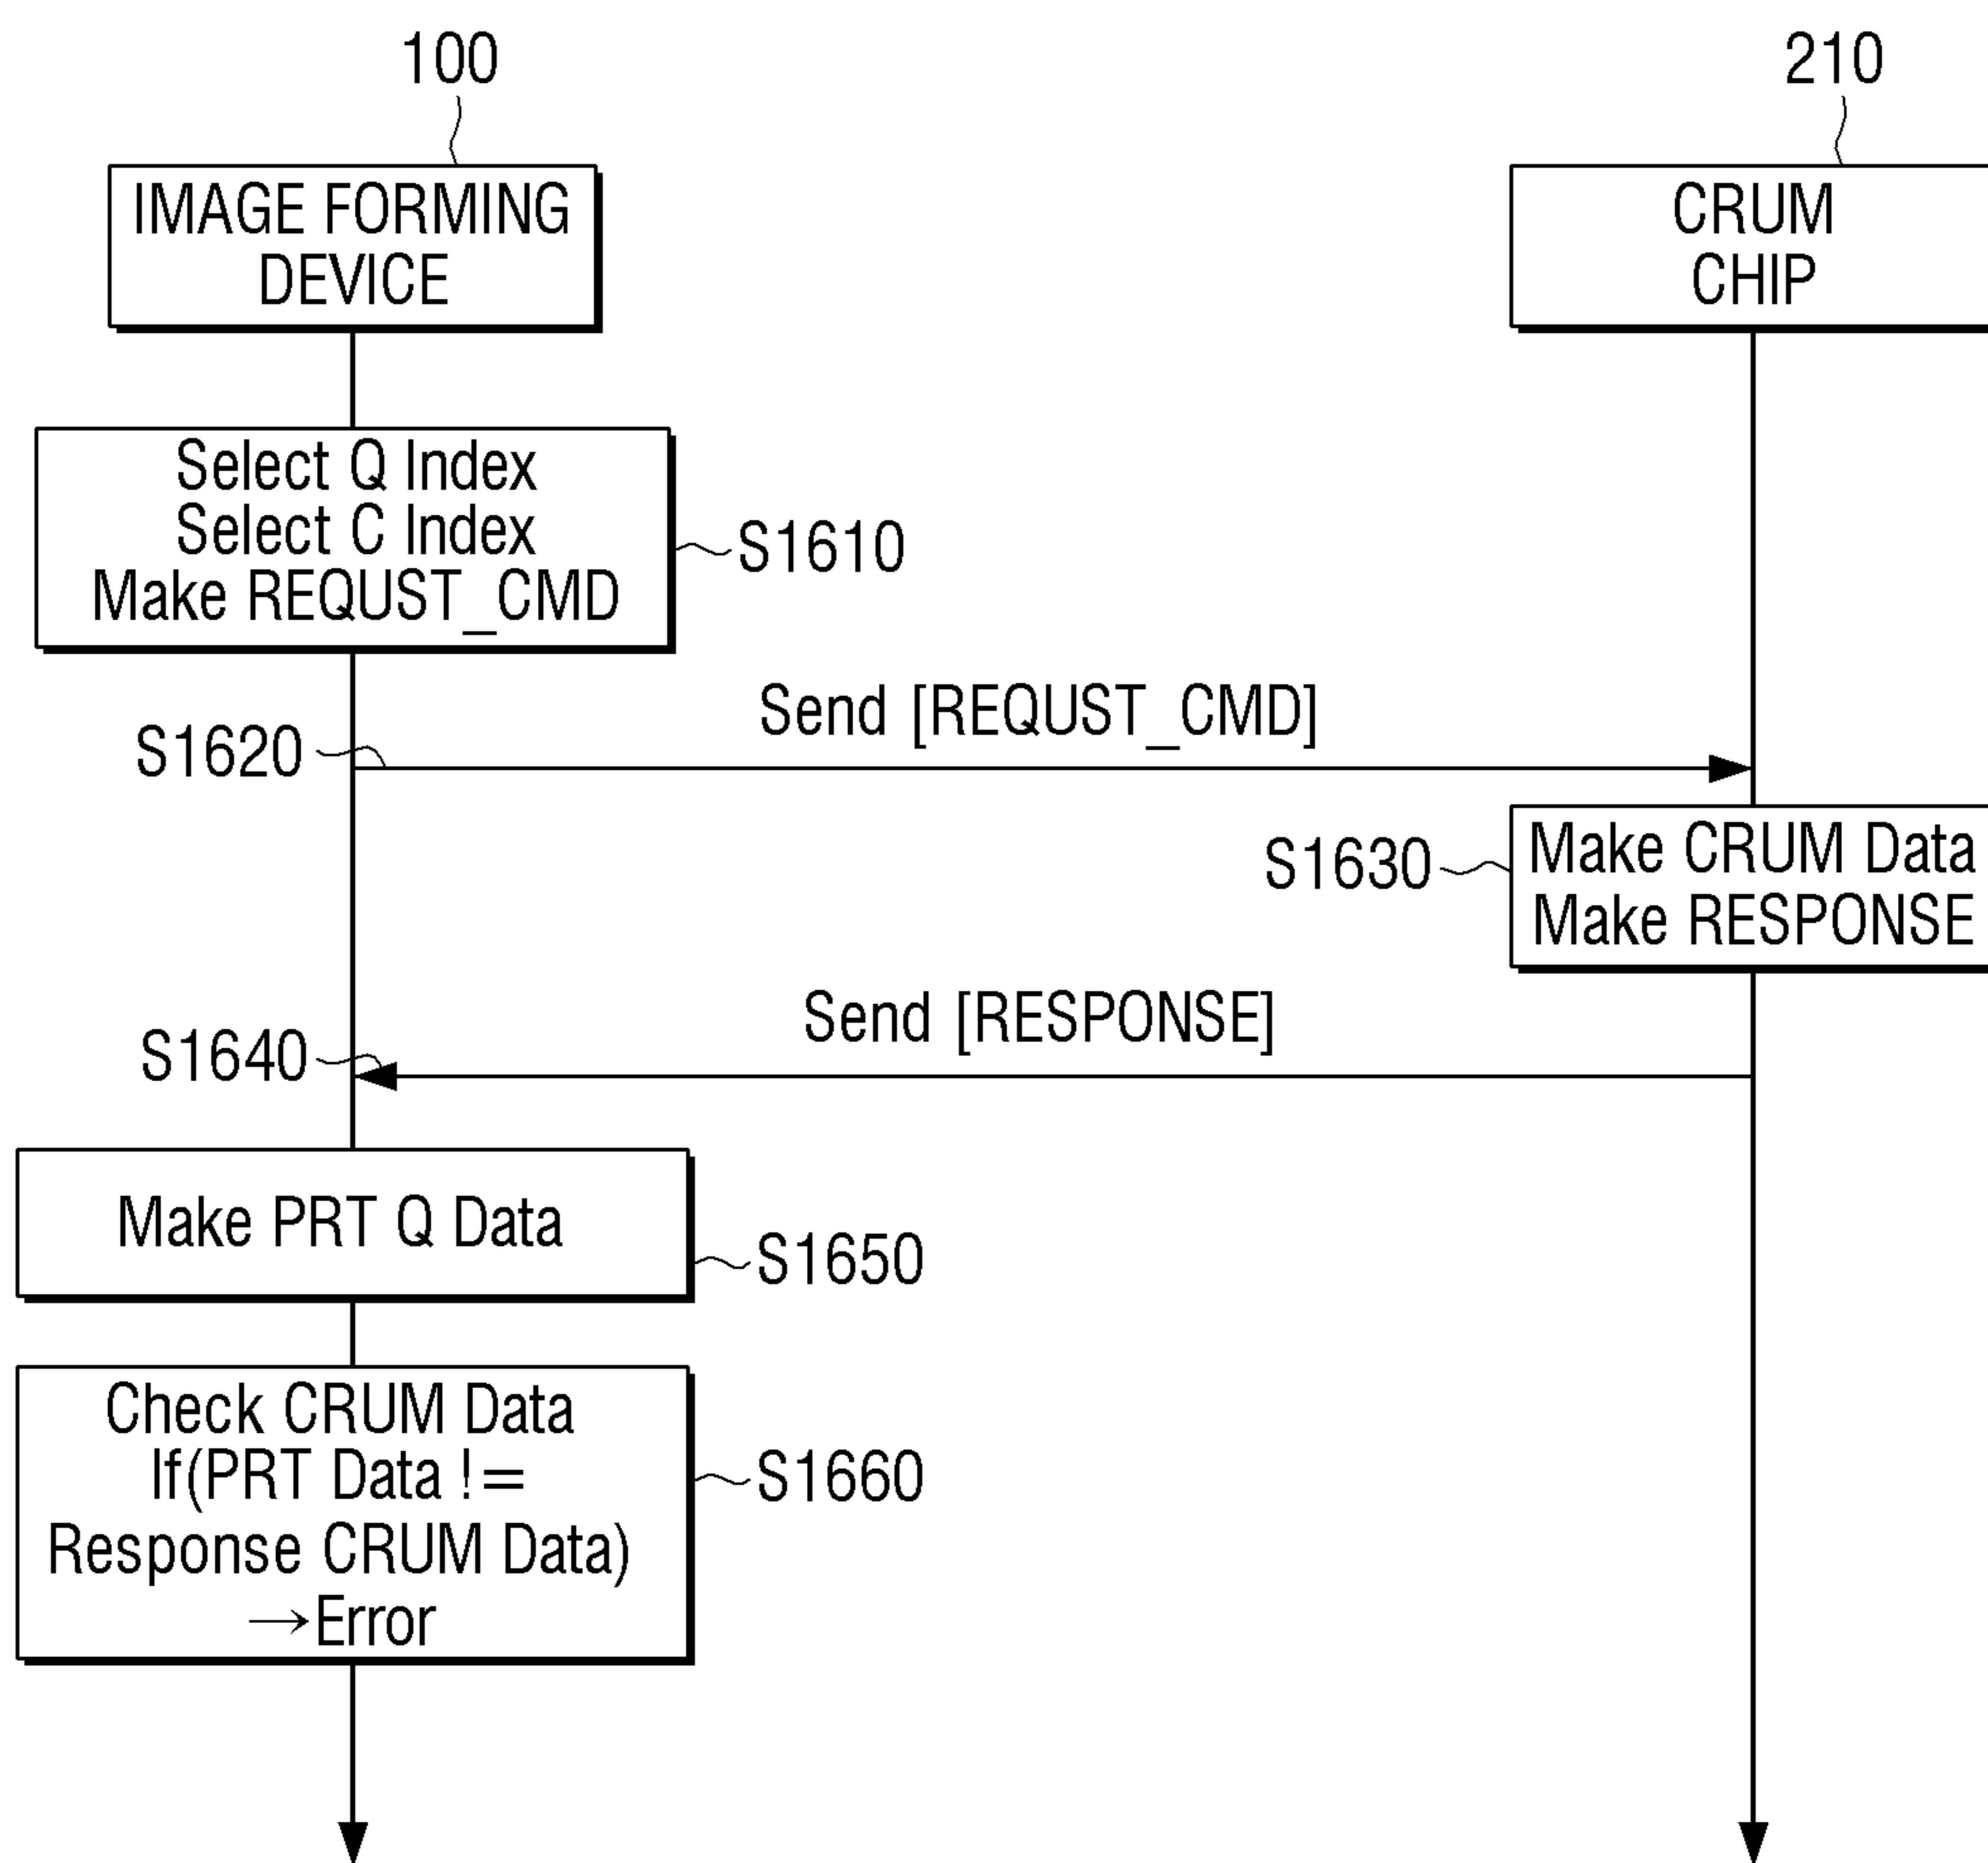 100
210
IMAGE FORMING
DEVICE
CRUM
CHIP
Select Q Index
Select C Index
Make REQUST_CMD
S1610
Send [REQUST_CMD]
S1620
S1630
Make CRUM Data
Make RESPONSE
Send [RESPONSE]
S1640
Make PRT Q Data
S1650
Check CRUM Data
If(PRT Data !=
Response CRUM Data)
→Error
S1660